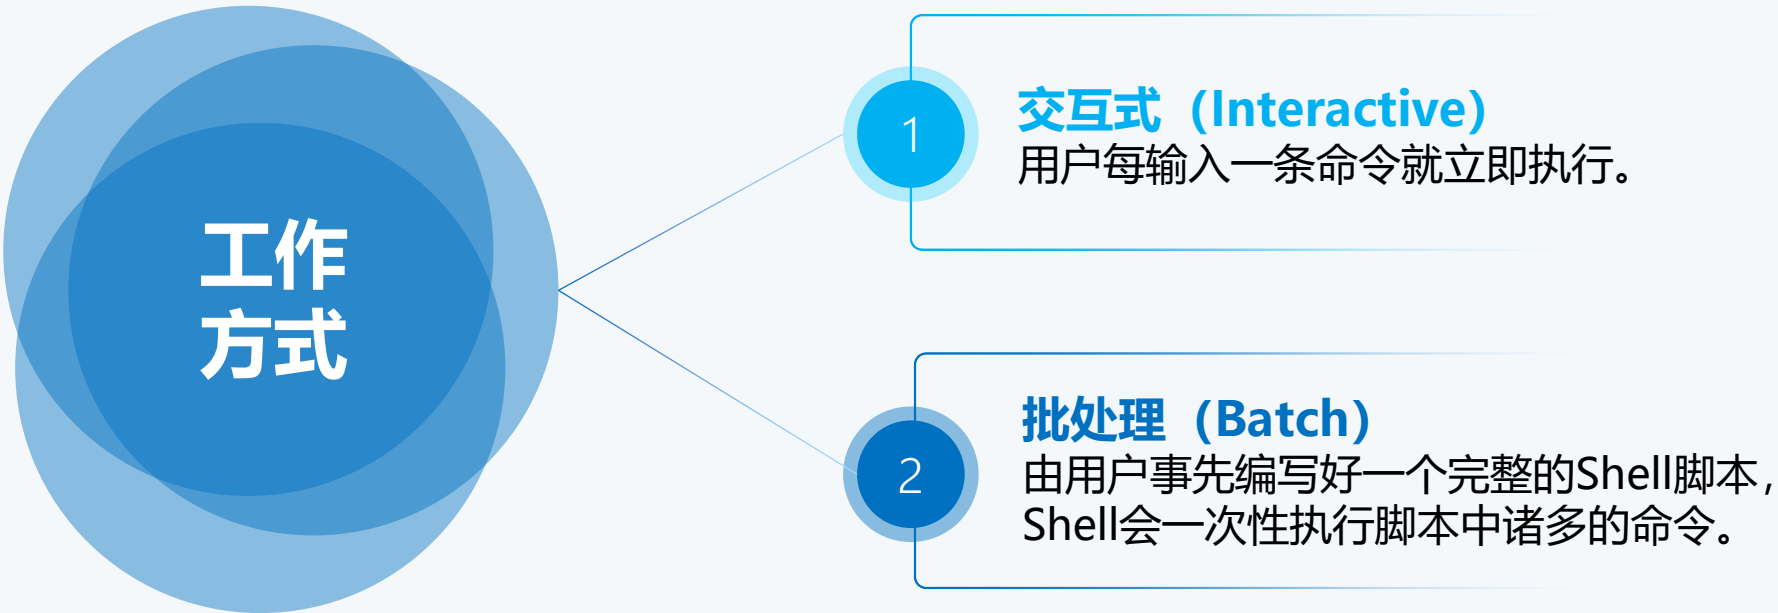 工作
方式
1
交互式（Interactive）
用户每输入一条命令就立即执行。
2
批处理（Batch）
由用户事先编写好一个完整的Shell脚本，
Shell会一次性执行脚本中诸多的命令。